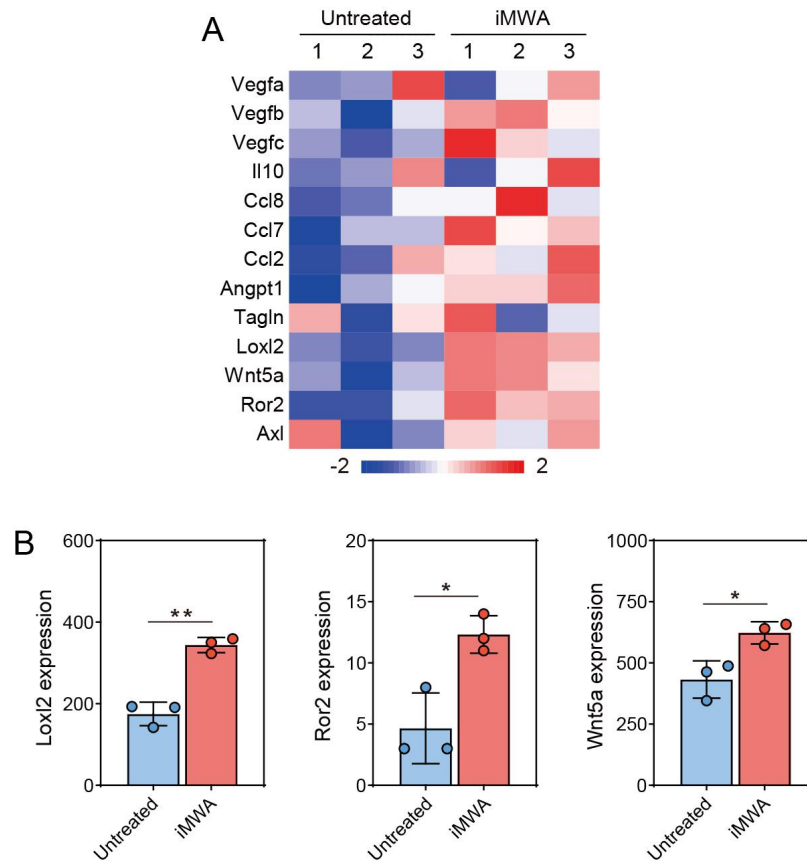 A
Untreated iMWA
1 2 3 1 2 3
Vegfa
Vegfb
Vegfc
Il10
Ccl8
Ccl7
Ccl2
Angpt1
Tagln
Loxl2
Wnt5a
Ror2
Axl
-2 2
B
Loxl2 expression
600
400
200
0
**
Untreated
iMWA
Ror2 expression
20
15
10
5
0
*
Untreated
iMWA
Wnt5a expression
1000
750
500
250
0
*
Untreated
iMWA